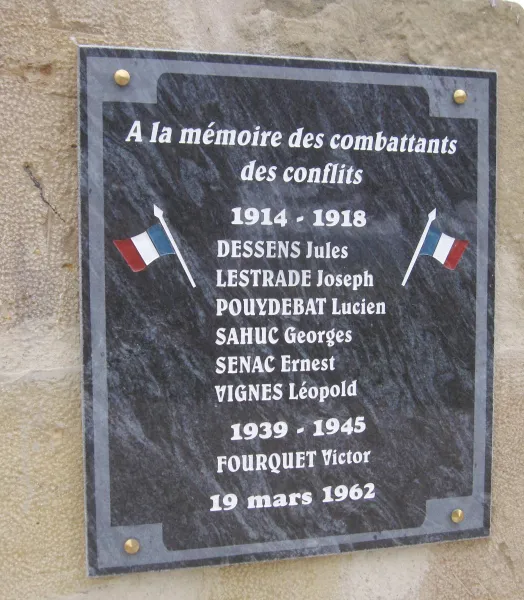 A la mémoire des combattants
des conflits
1914 - 1918
DESSENS Jules
LESTRADE Joseph
POUYDEBAT Lucien
SAHUC Georges
SENAC Ernest
VIGNES Léopold
1939 - 1945
FOURQUET Victor
19 mars 1962